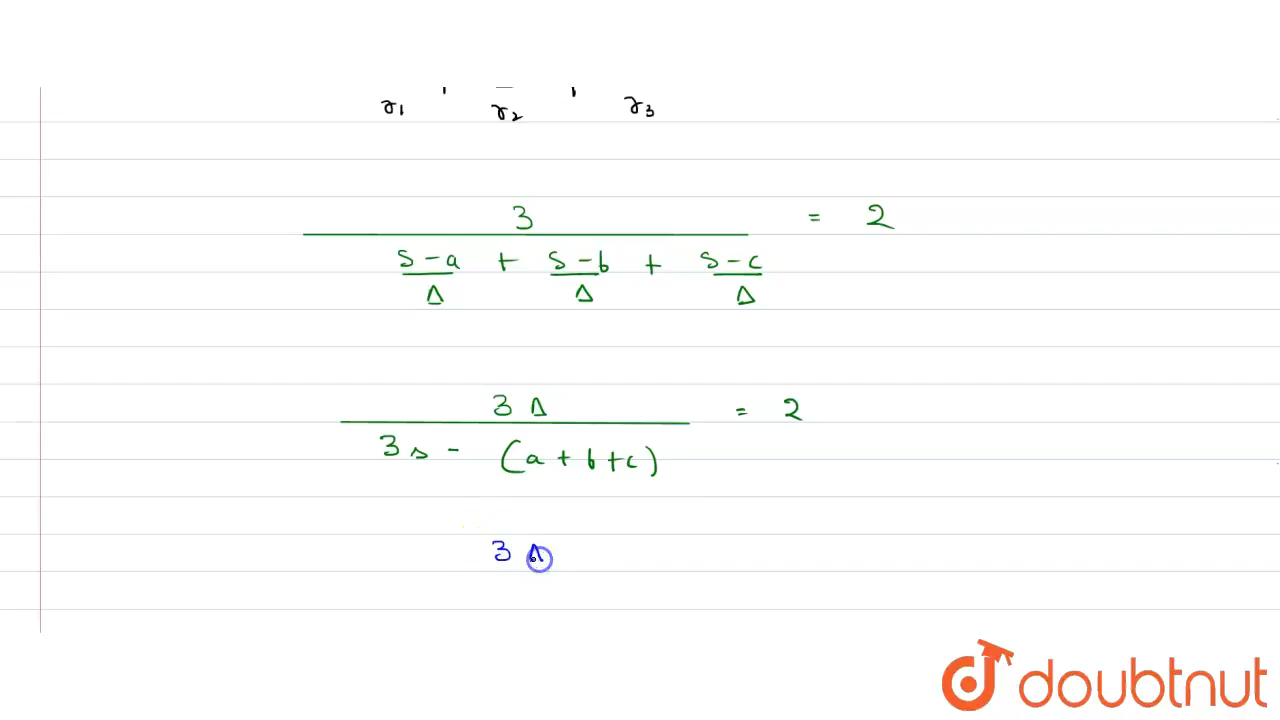 r1 r2 r3
3 = 2
s-a + s-b + s-c
Δ Δ Δ
3 Δ = 2
3s - (a+b+c)
3 Δ
doubtnut